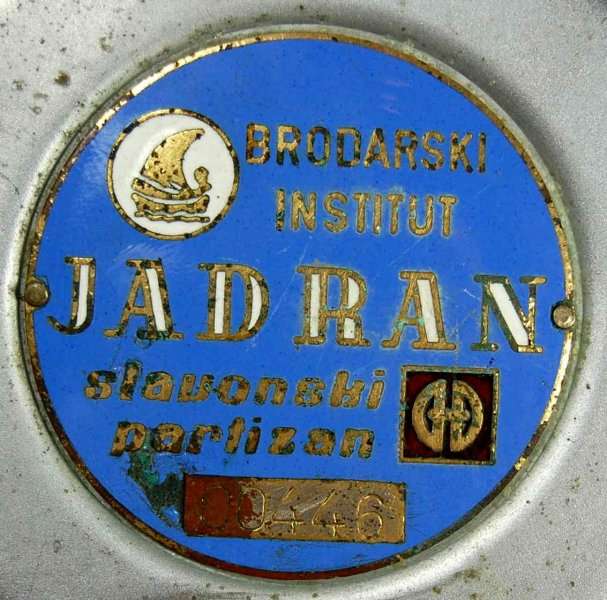 BRODARSKI
INSTITUT
JADRAN
slavonski
partizan
00446